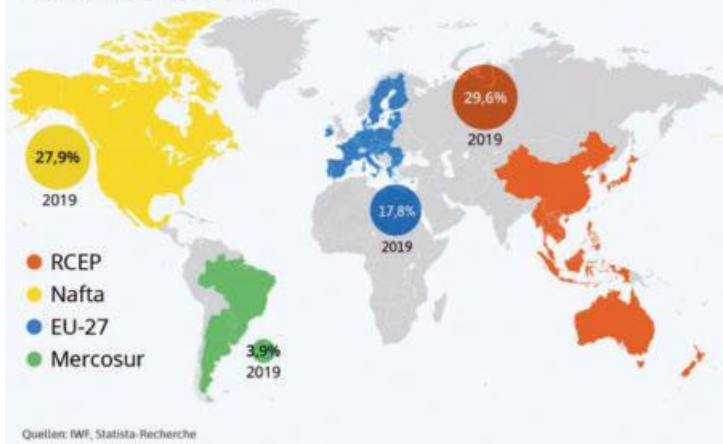 29,6%
2019
27,9%
2019
17,8%
2019
RCEP
Nafta
EU-27
Mercosur
3,9%
2019
Quellen: IWF, Statista-Recherche